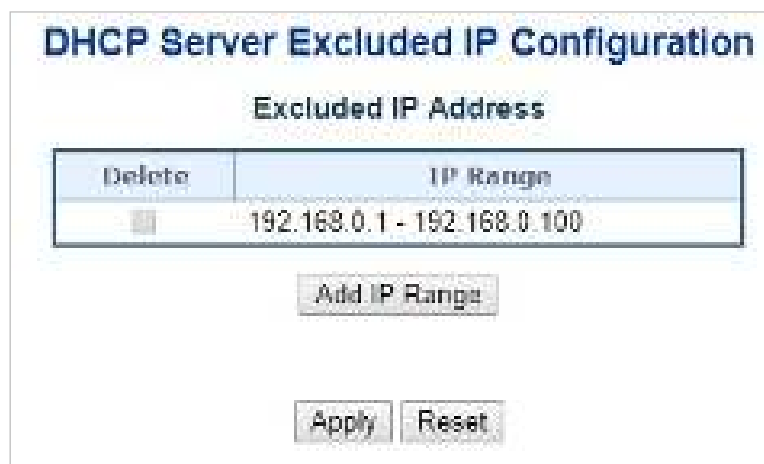 DHCP Server Excluded IP Configuration
Excluded IP Address
Delete IP Range
192.168.0.1 - 192.168.0.100
Add IP Range
Apply Reset